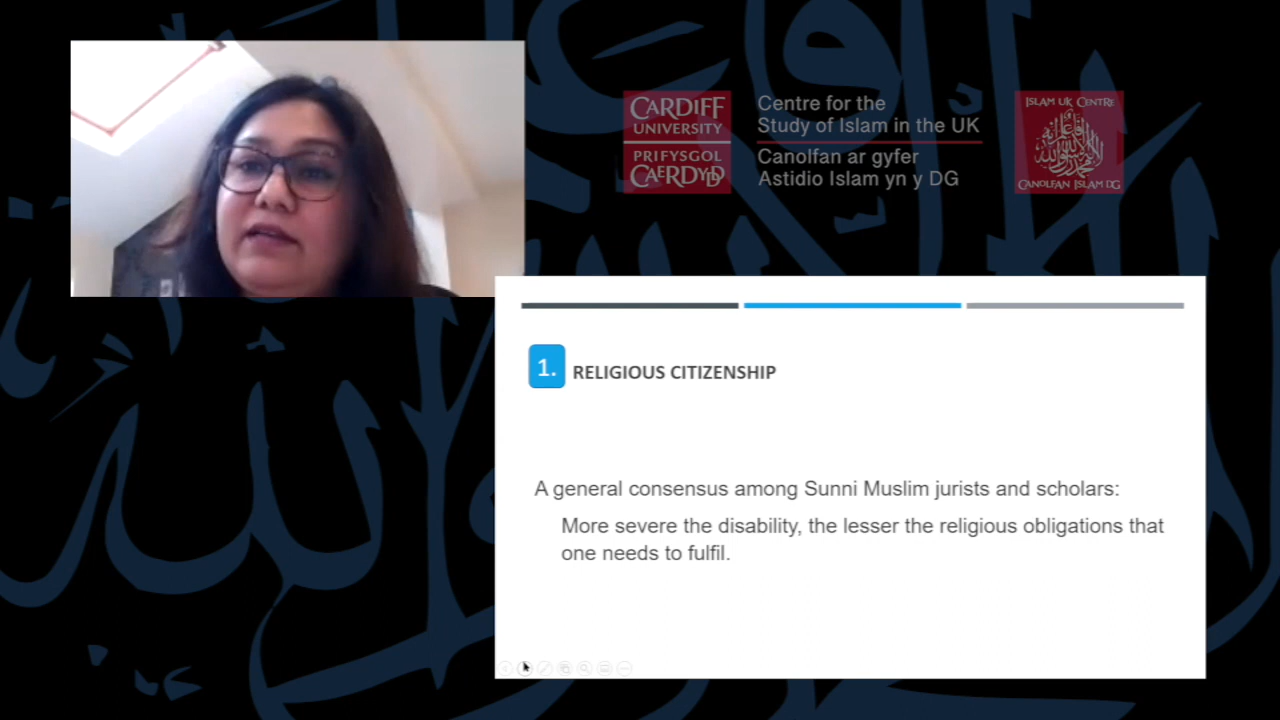 CARDIFF
UNIVERSITY
PRIFYSGOL
CAERDYDD
Centre for the
Study of Islam in the UK
Canolfan ar gyfer
Astidio Islam yn y DG
ISLAM UK CENTRE
CANOLFAN ISLAM DG
1. RELIGIOUS CITIZENSHIP
A general consensus among Sunni Muslim jurists and scholars:
More severe the disability, the lesser the religious obligations that
one needs to fulfil.